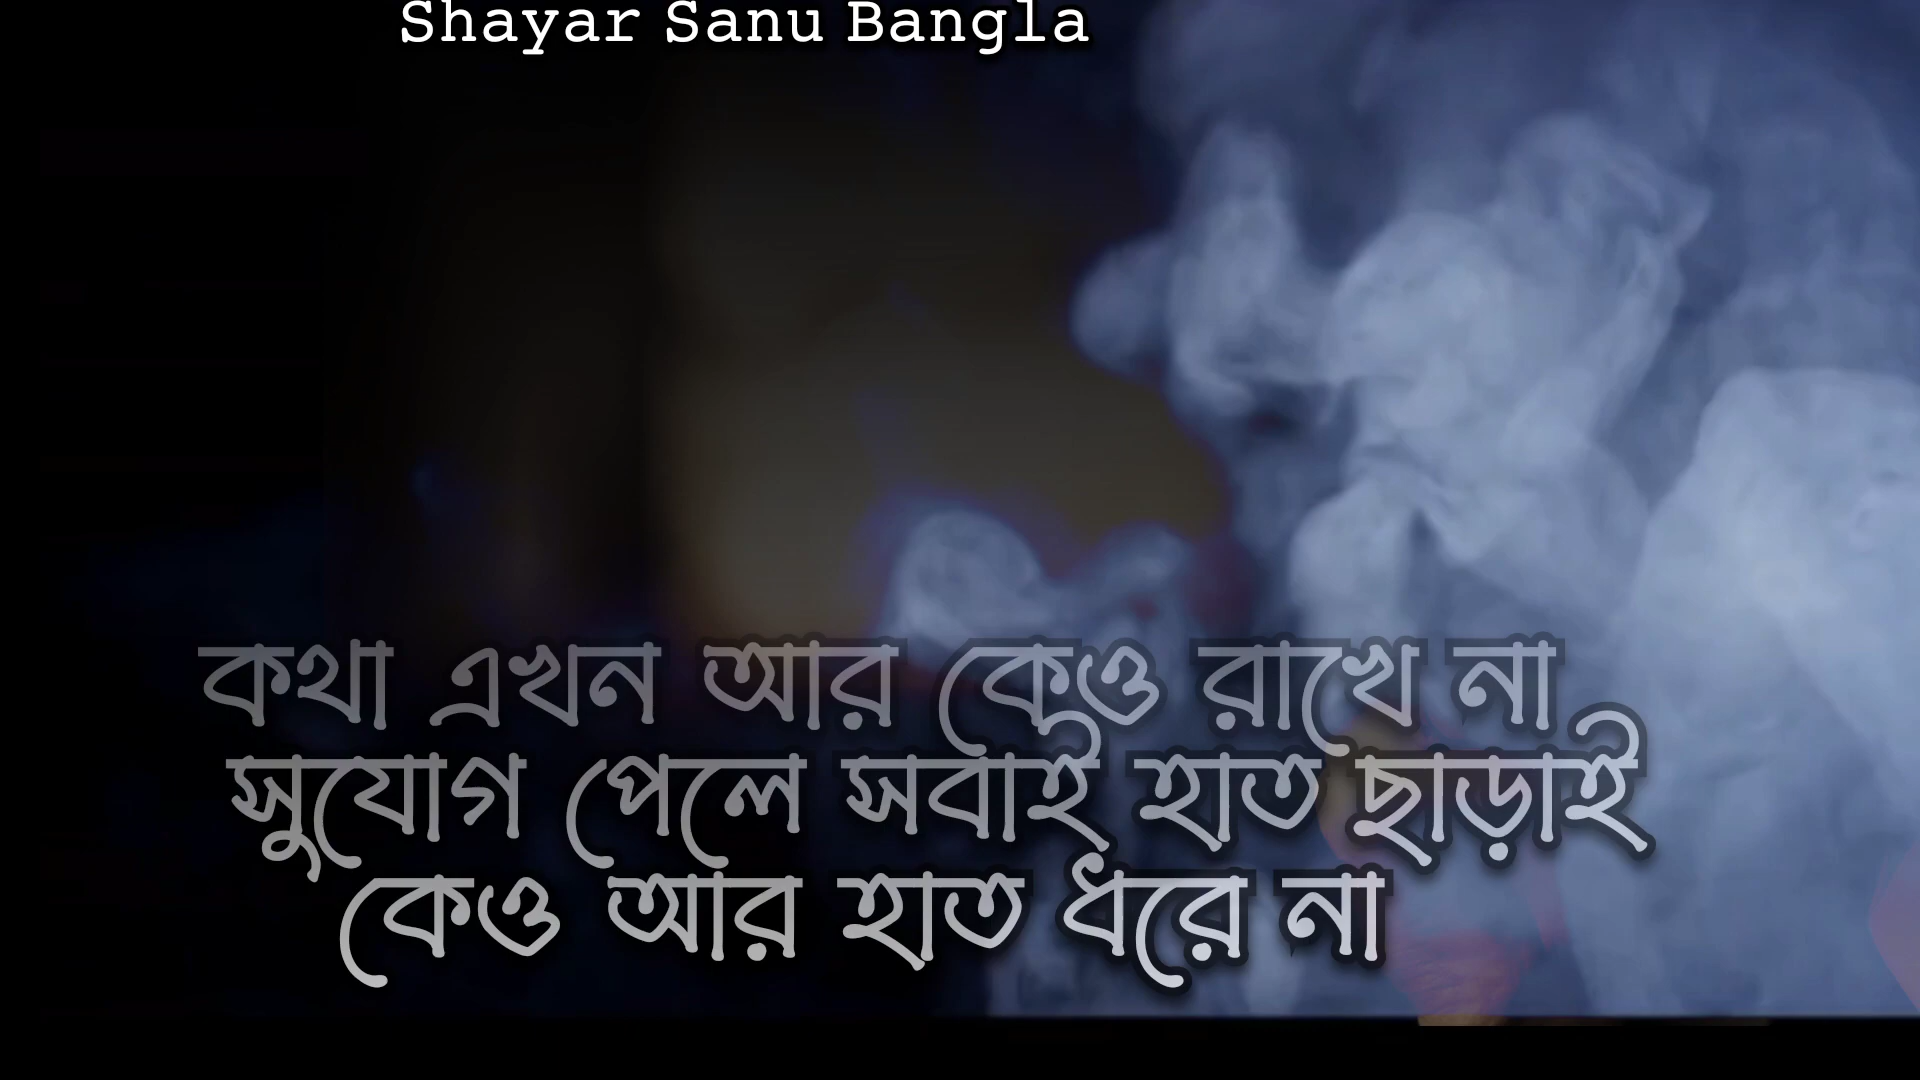 Shayar Sanu Bangla
কথা এখন আর কেও রাখে না
সুযোগ পেলে সবাই হাত ছাড়াই
কেও আর হাত ধরে না